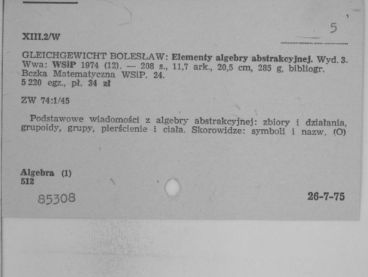 5
XIII.2/W
GLEICHGEWICHT BOLESŁAW: Elementy algebry abstrakcyjnej. Wyd. 3.
Wwa: WSiP 1974 (12). — 208 s., 11,7 ark., 20,5 cm, 285 g, bibliogr.
Bczka Matematyczna WSiP. 24.
5 220 egz., pł. 34 zł
ZW 74:I/45
Podstawowe wiadomości z algebry abstrakcyjnej: zbiory i działania,
grupoidy, grupy, pierścienie i ciała. Skorowidze: symboli i nazw. (O)
Algebra (1)
512
85308
26-7-75